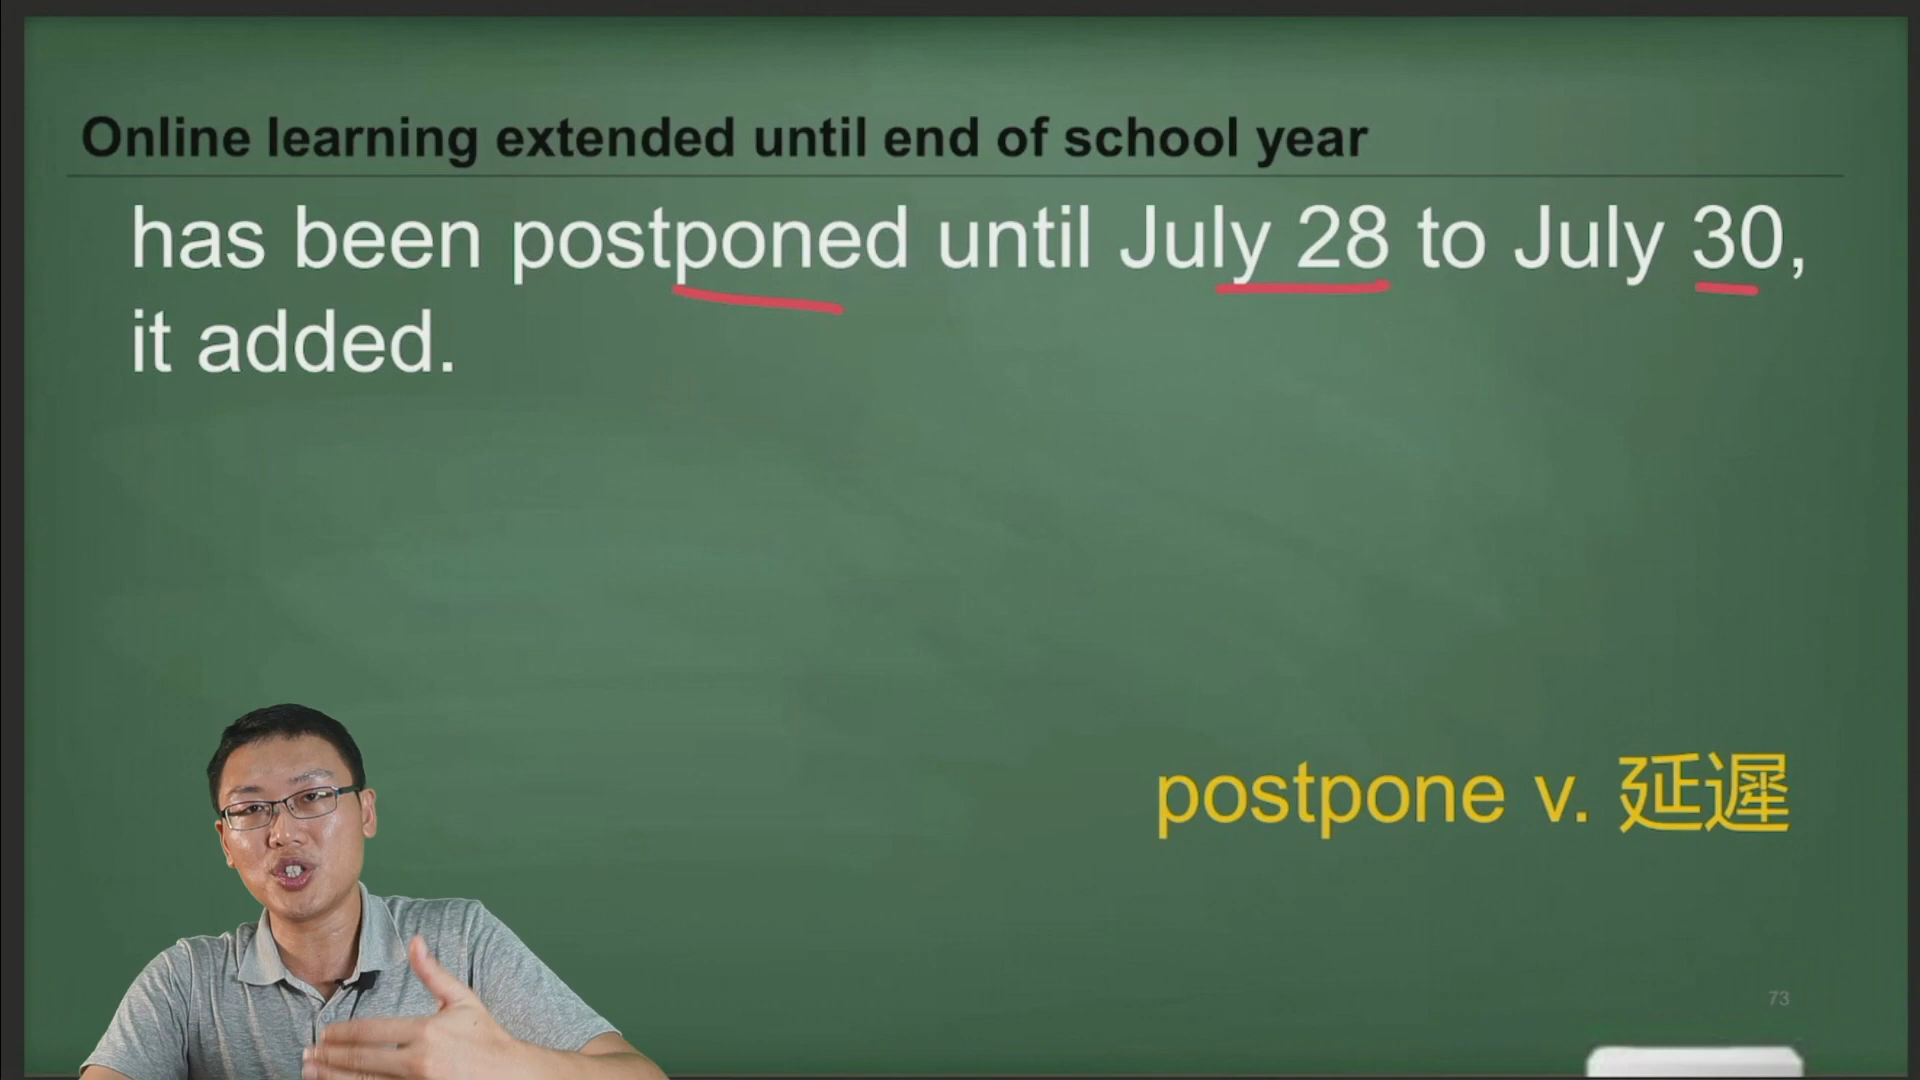 Online learning extended until end of school year
has been postponed until July 28 to July 30,
it added.
postpone v. 延遲
73